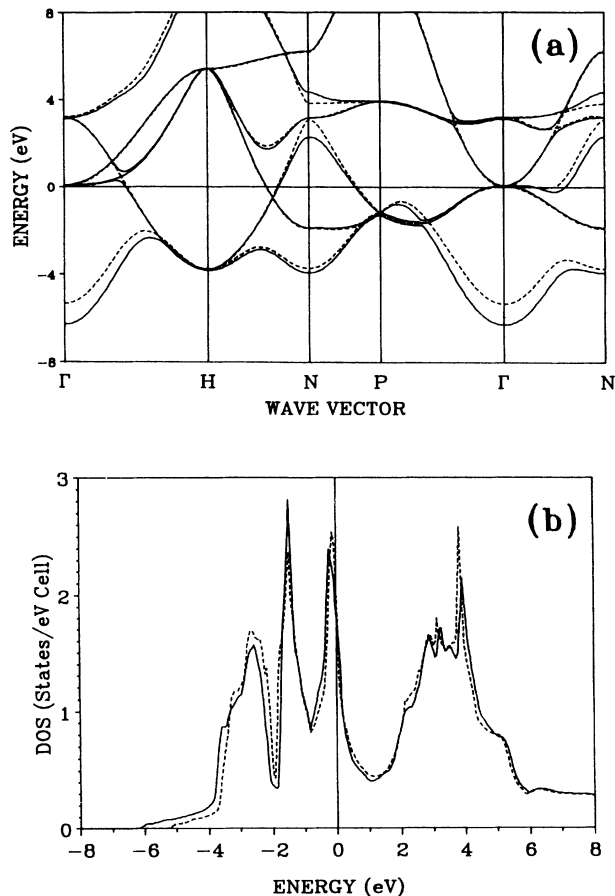 (a)
8
4
0
−4
−8
ENERGY (eV)
Γ H N P Γ N
WAVE VECTOR
(b)
3
2
1
0
DOS (States/eV Cell)
−8 −6 −4 −2 0 2 4 6 8
ENERGY (eV)